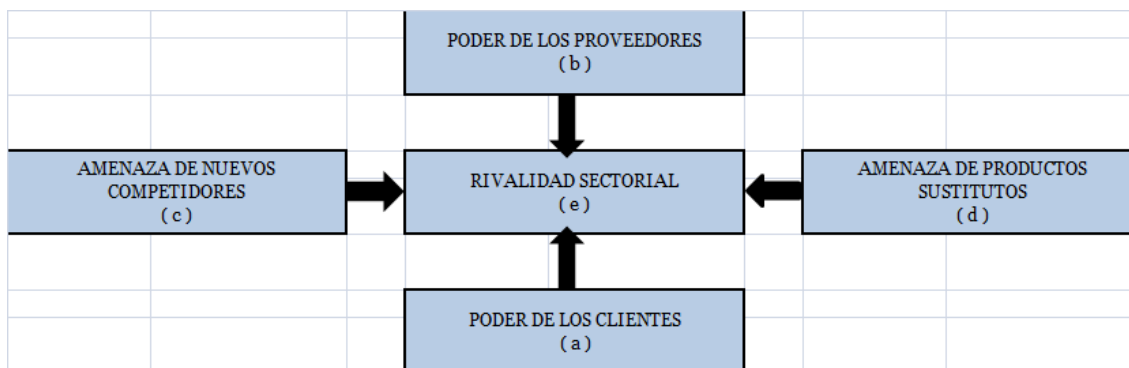 PODER DE LOS PROVEEDORES
( b )
AMENAZA DE NUEVOS
COMPETIDORES
( c )
RIVALIDAD SECTORIAL
( e )
AMENAZA DE PRODUCTOS
SUSTITUTOS
( d )
PODER DE LOS CLIENTES
( a )